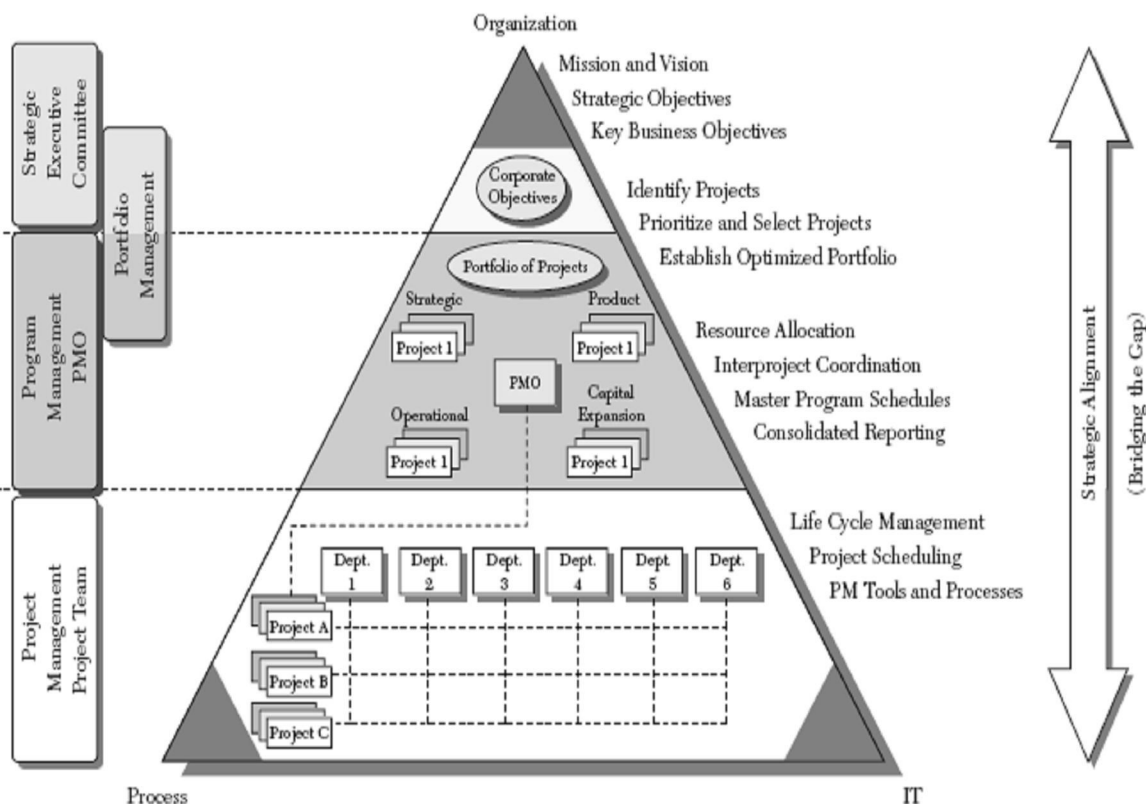 Organization
Mission and Vision
Strategic Objectives
Key Business Objectives
Strategic
Executive
Committee
Portfolio
Management
Corporate
Objectives
Identify Projects
Prioritize and Select Projects
Establish Optimized Portfolio
Program
Management
PMO
Portfolio of Projects
Strategic
Project 1
Product
Project 1
PMO
Operational
Project 1
Capital
Expansion
Project 1
Resource Allocation
Interproject Coordination
Master Program Schedules
Consolidated Reporting
Strategic Alignment
(Bridging the Gap)
Project
Management
Project Team
Life Cycle Management
Project Scheduling
PM Tools and Processes
Dept.
1
Dept.
2
Dept.
3
Dept.
4
Dept.
5
Dept.
6
Project A
Project B
Project C
Process
IT